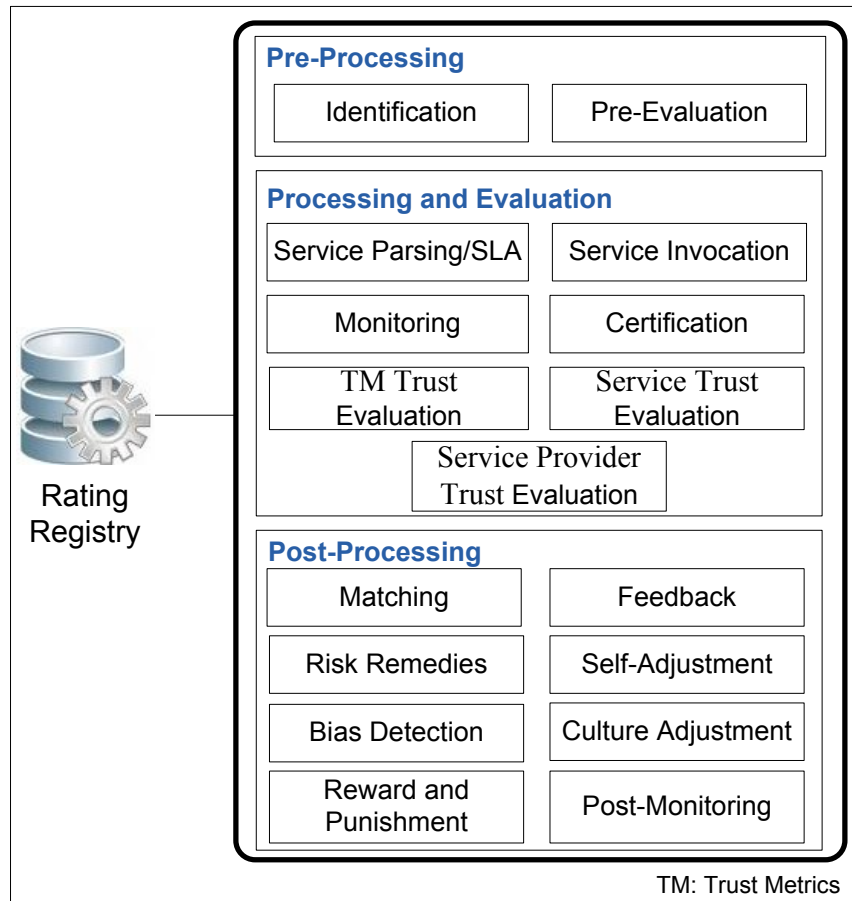 Pre-Processing
Identification
Pre-Evaluation
Processing and Evaluation
Service Parsing/SLA
Service Invocation
Monitoring
Certification
TM Trust
Evaluation
Service Trust
Evaluation
Service Provider
Trust Evaluation
Rating
Registry
Post-Processing
Matching
Feedback
Risk Remedies
Self-Adjustment
Bias Detection
Culture Adjustment
Reward and
Punishment
Post-Monitoring
TM: Trust Metrics